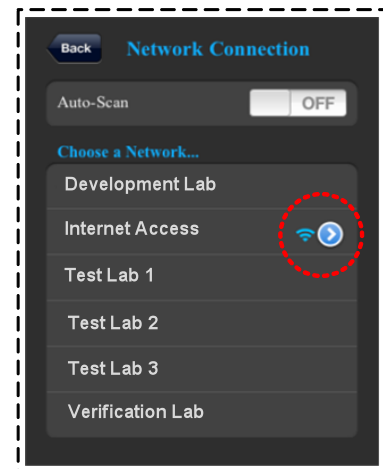 Back
Network Connection
Auto-Scan
OFF
Choose a Network...
Development Lab
Internet Access
Test Lab 1
Test Lab 2
Test Lab 3
Verification Lab